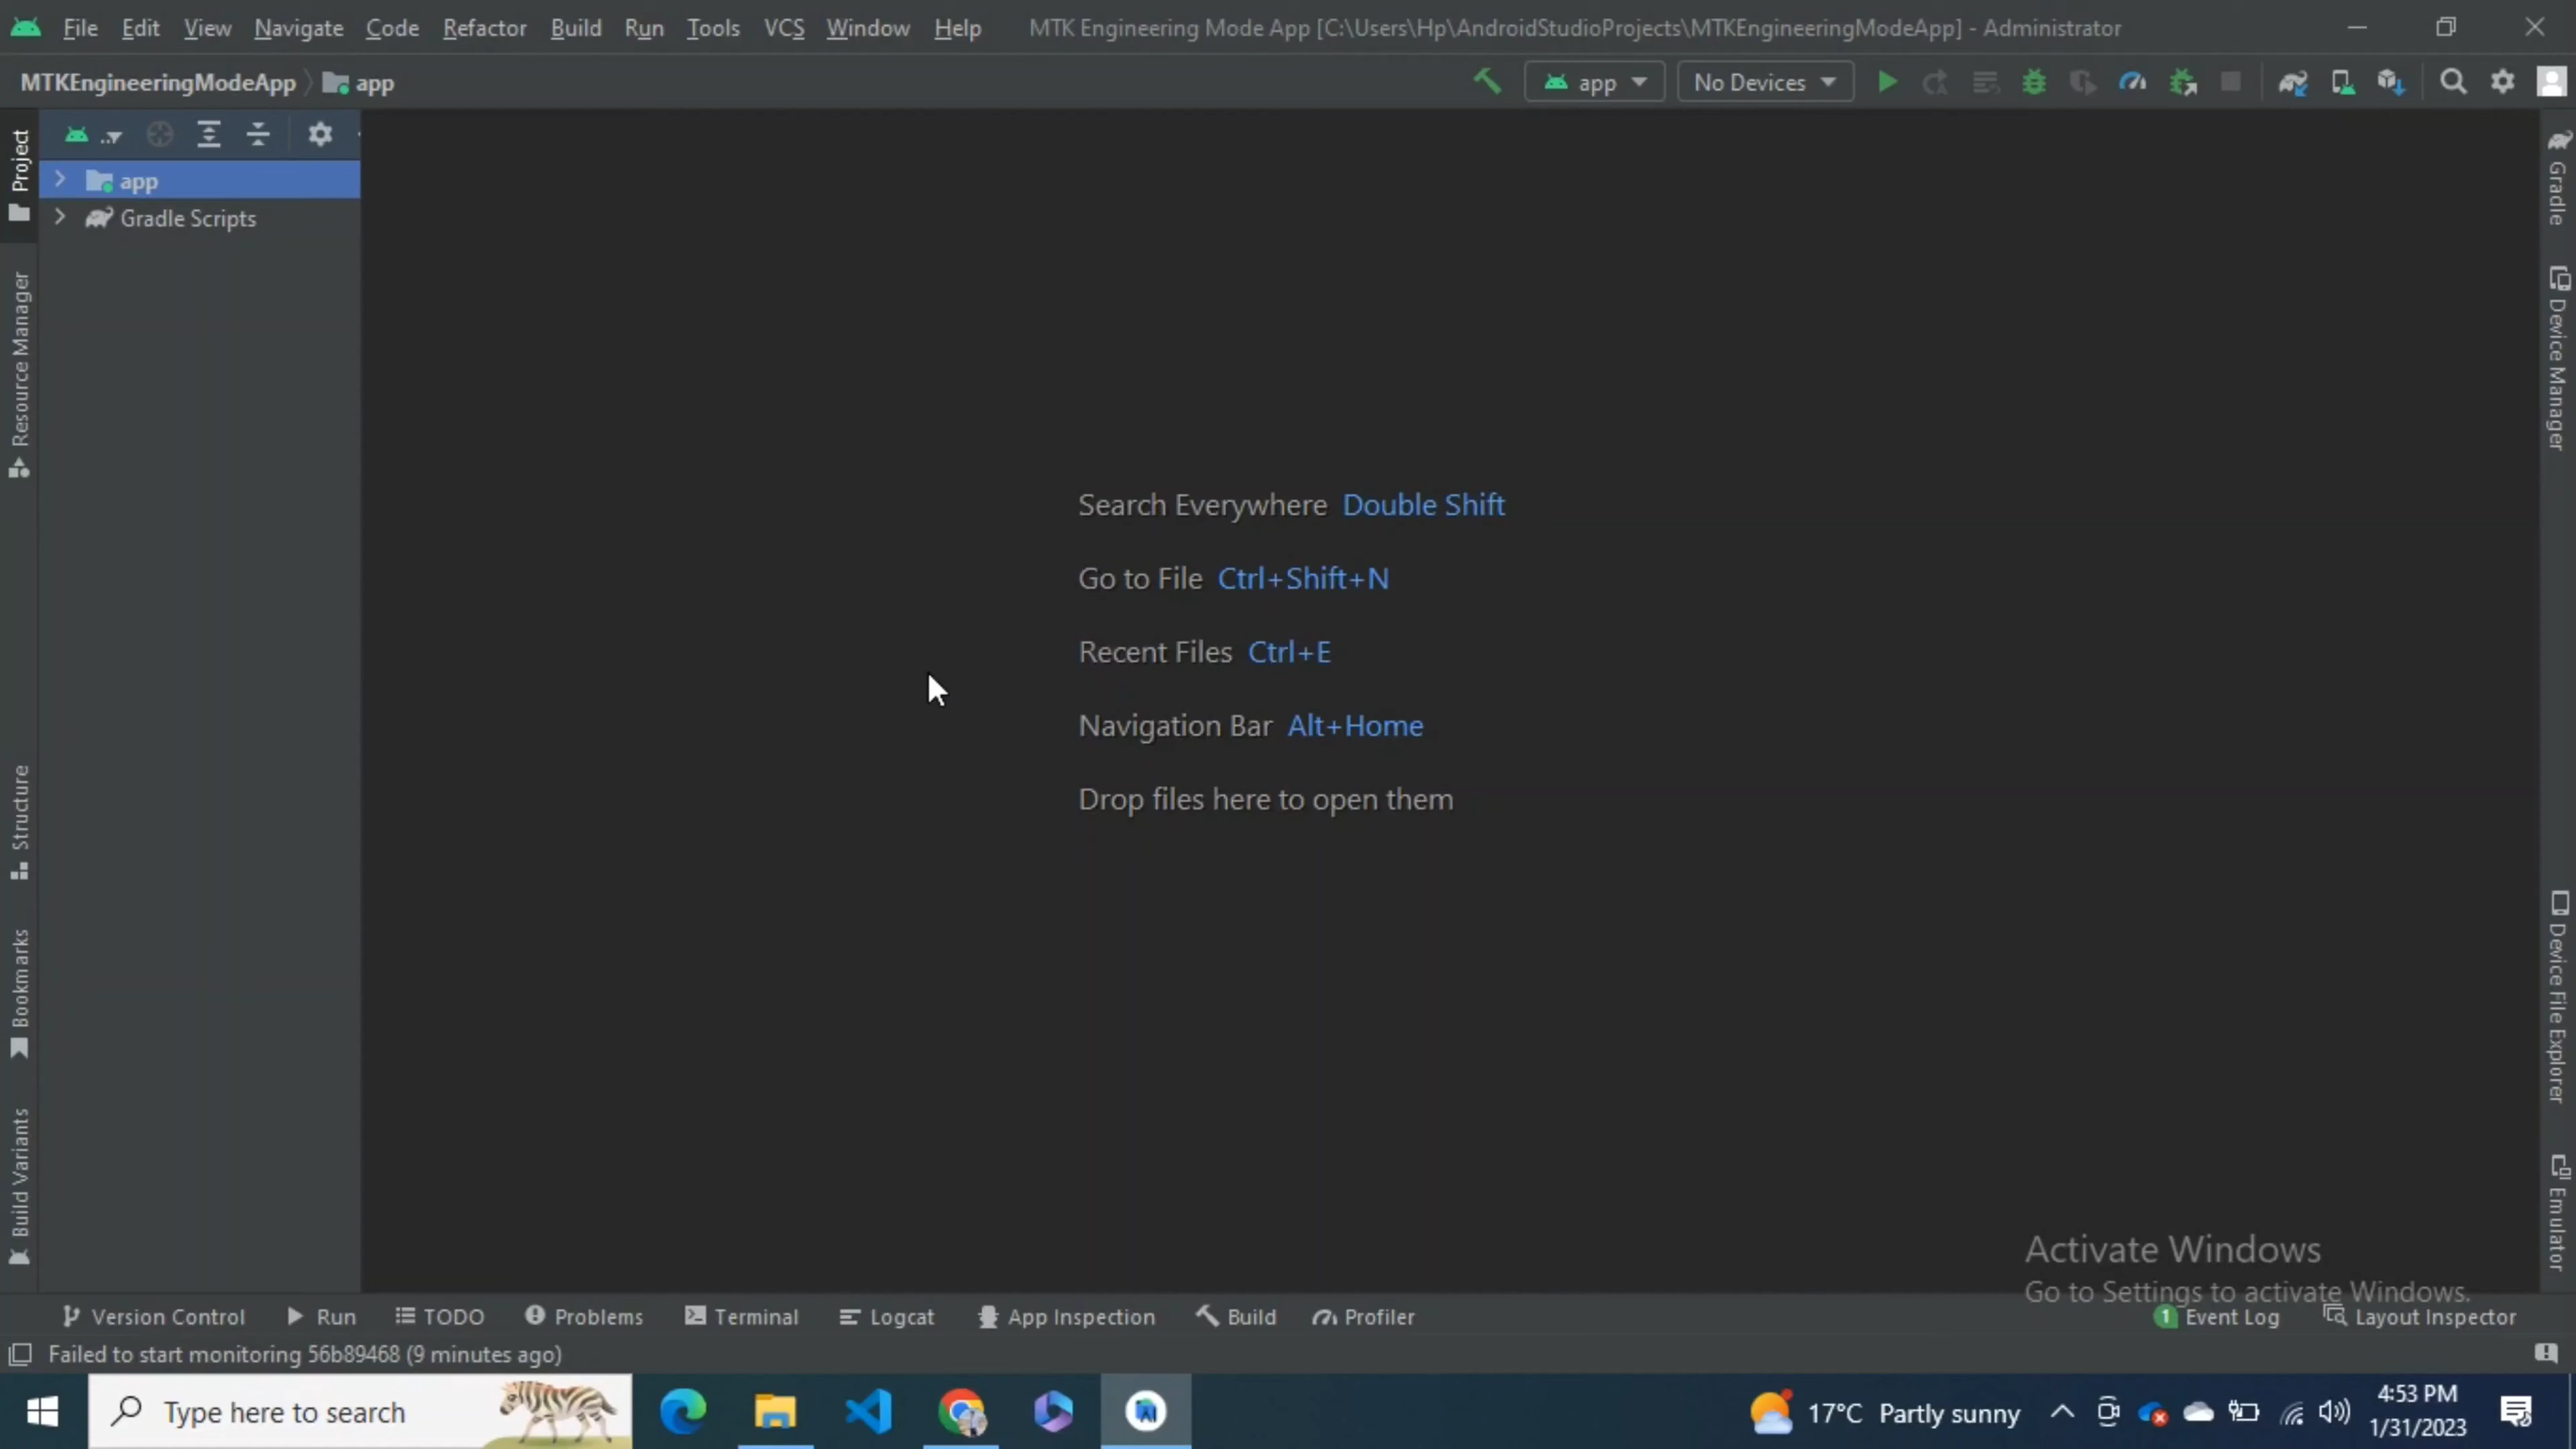 File Edit View Navigate Code Refactor Build Run Tools VCS Window Help MTK Engineering Mode App [C:\Users\Hp\AndroidStudioProjects\MTKEngineeringModeApp] - Administrator
MTKEngineeringModeApp app
app No Devices
Project
app
Gradle Scripts
Resource Manager
Structure
Bookmarks
Build Variants
Search Everywhere Double Shift
Go to File Ctrl+Shift+N
Recent Files Ctrl+E
Navigation Bar Alt+Home
Drop files here to open them
Gradle
Device Manager
Device File Explorer
Emulator
Activate Windows
Go to Settings to activate Windows.
Version Control Run TODO Problems Terminal Logcat App Inspection Build Profiler 1 Event Log Layout Inspector
Failed to start monitoring 56b89468 (9 minutes ago)
Type here to search
17°C Partly sunny
4:53 PM
1/31/2023